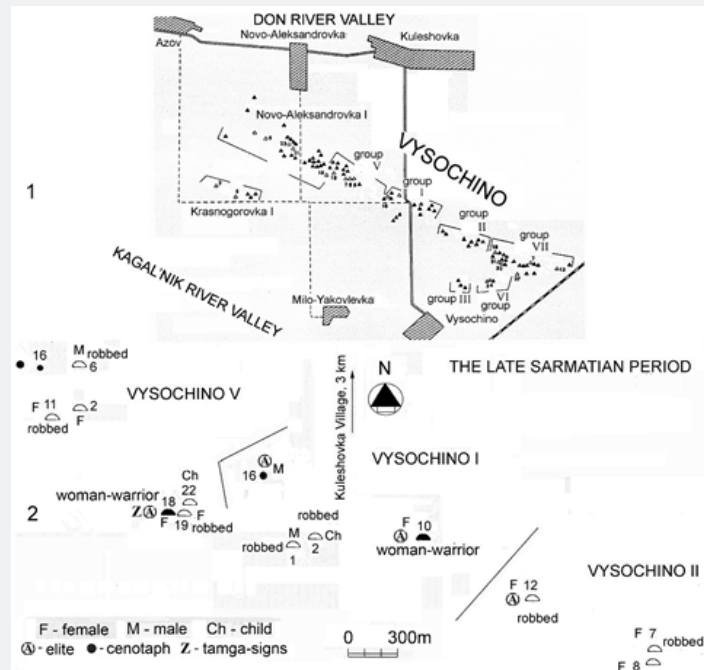 DON RIVER VALLEY
Novo-Aleksandrovka
Azov
Kuleshovka
Novo-Aleksandrovka I
VYSOCHINO
group
V
group
I
group
II
group
VII
1
Krasnogorovka I
KAGAL'NIK RIVER VALLEY
group III
group
VI
Milo-Yakovlevka
Vysochino
16
M robbed
6
N
THE LATE SARMATIAN PERIOD
VYSOCHINO V
F 11
2
F
robbed
Kuleshovka Village, 3 km
Ⓐ
16 M
VYSOCHINO I
Ch
22
woman-warrior 18
2
Z Ⓐ
F 19 F
robbed
robbed
M
robbed
1
Ch
2
F 10
Ⓐ
woman-warrior
VYSOCHINO II
F 12
Ⓐ
robbed
F 7
robbed
F 8
F - female M - male Ch - child
Ⓐ - elite ● - cenotaph Z - tamga-signs
0 300m